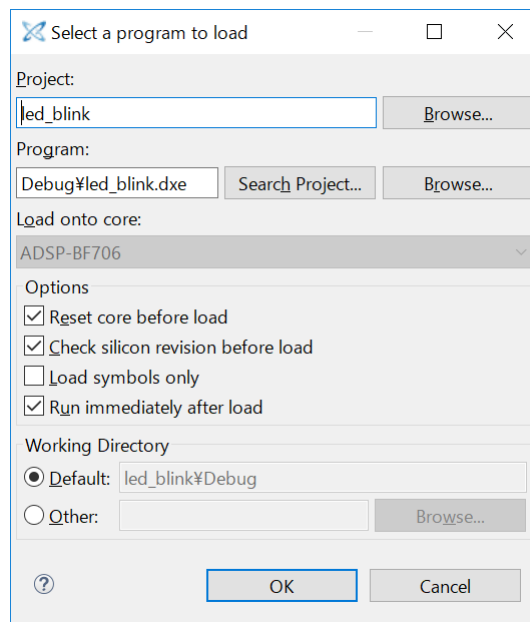 Select a program to load
Project:
led_blink
Browse...
Program:
Debug¥led_blink.dxe
Search Project...
Browse...
Load onto core:
ADSP-BF706
Options
Reset core before load
Check silicon revision before load
Load symbols only
Run immediately after load
Working Directory
Default: led_blink¥Debug
Other:
Browse...
?
OK
Cancel